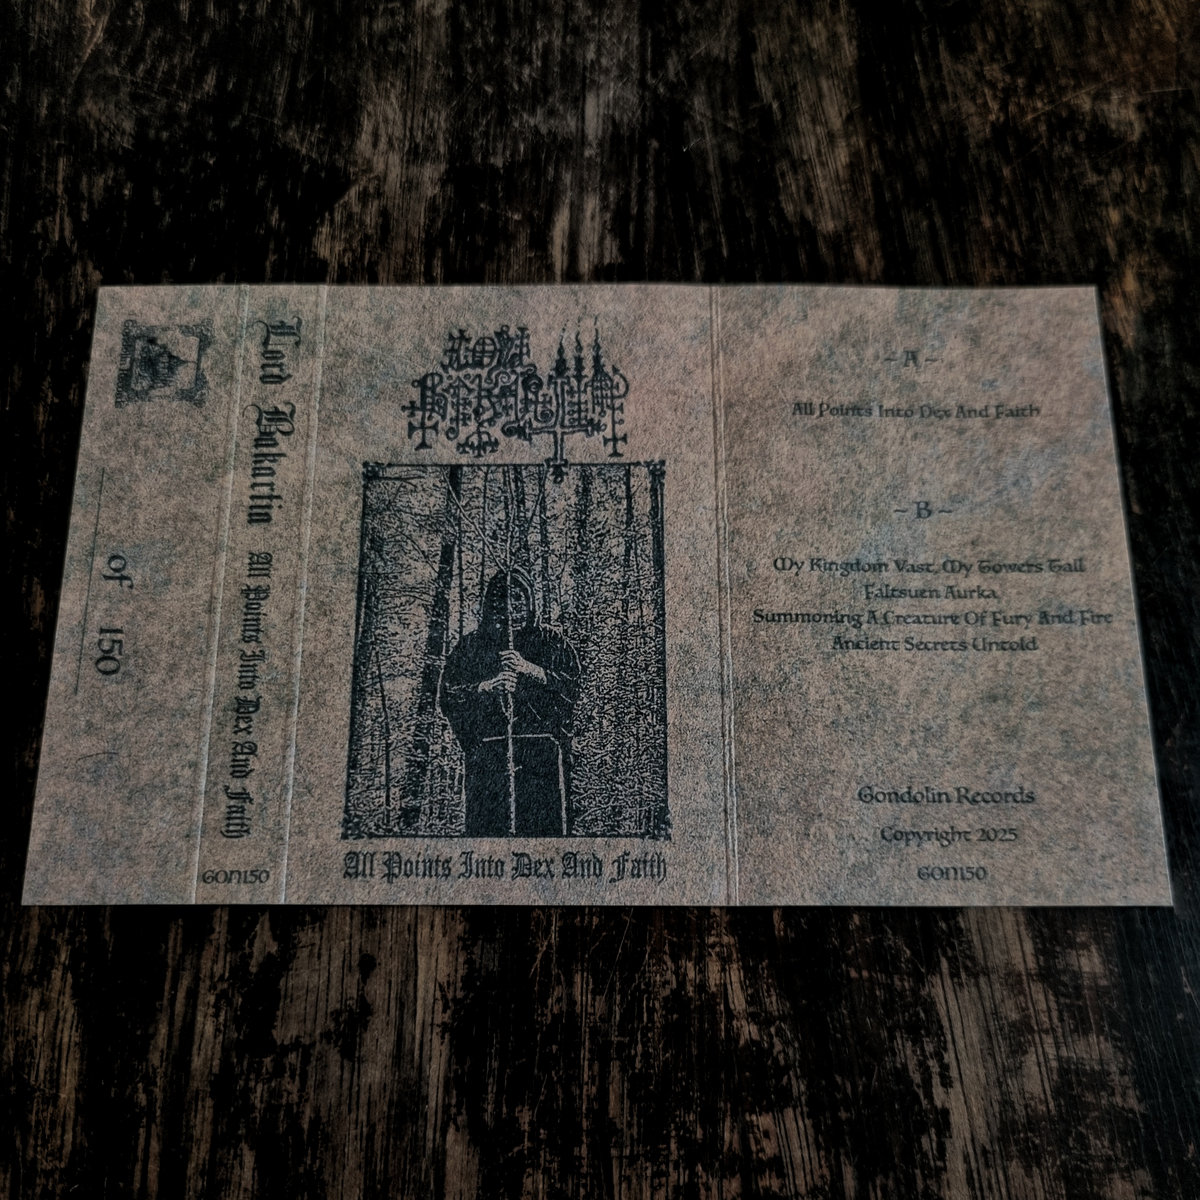 of 150
Lord Bakartia All Points Into Dex And Faith
GON150
Lord Bakartia
All Points Into Dex And Faith
~ A ~
All Points Into Dex And Faith
~ B ~
My Kingdom Vast, My Towers Tall
Faltsuen Aurka
Summoning A Creature Of Fury And Fire
Ancient Secrets Untold
Gondolin Records
Copyright 2025
GON150